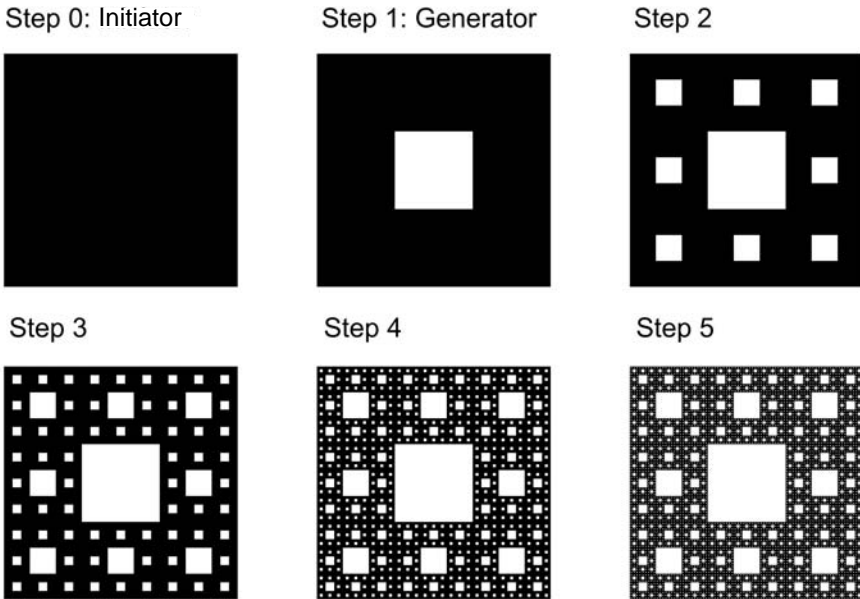 Step 0: Initiator
Step 1: Generator
Step 2
Step 3
Step 4
Step 5